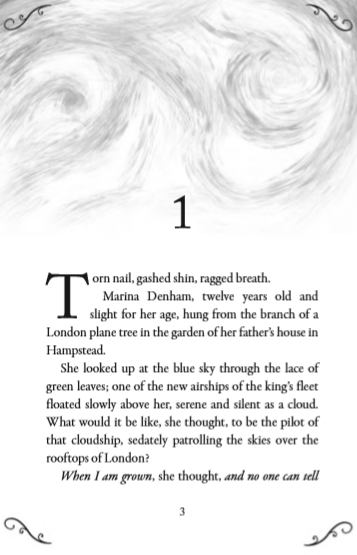 1
Torn nail, gashed shin, ragged breath.
Marina Denham, twelve years old and
slight for her age, hung from the branch of a
London plane tree in the garden of her father's house in
Hampstead.
She looked up at the blue sky through the lace of
green leaves; one of the new airships of the king's fleet
floated slowly above her, serene and silent as a cloud.
What would it be like, she thought, to be the pilot of
that cloudship, sedately patrolling the skies over the
rooftops of London?
When I am grown, she thought, and no one can tell
3